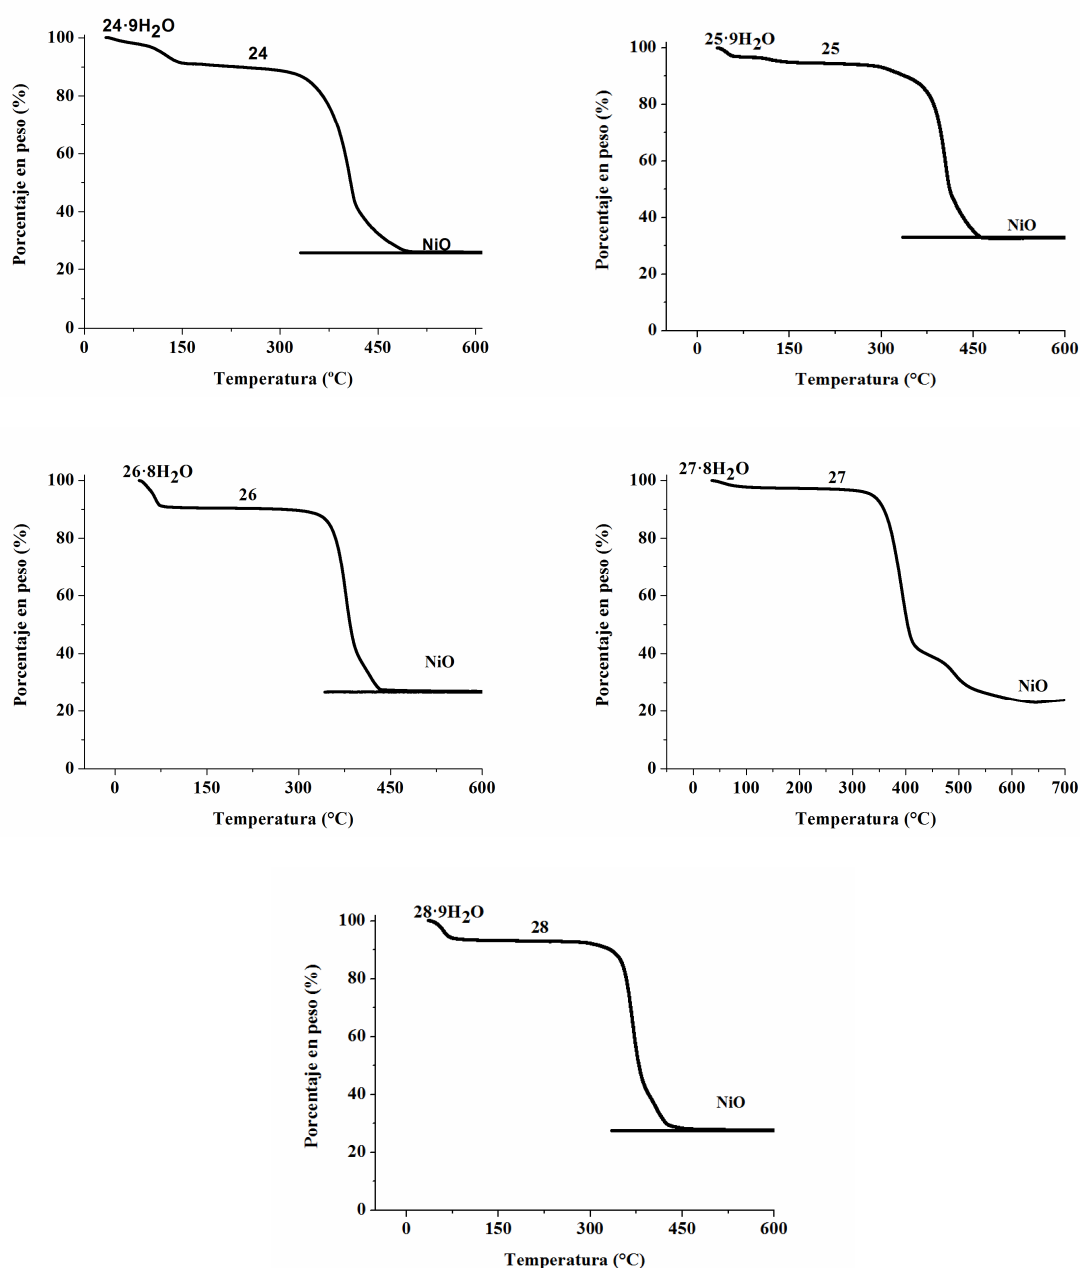 24·9H2O
24
NiO
100
80
60
40
20
0
0 150 300 450 600
Porcentaje en peso (%)
Temperatura (ºC)
25·9H2O
25
NiO
100
80
60
40
20
0
0 150 300 450 600
Porcentaje en peso (%)
Temperatura (°C)
26·8H2O
26
NiO
100
80
60
40
20
0
0 150 300 450 600
Porcentaje en peso (%)
Temperatura (°C)
27·8H2O
27
NiO
100
80
60
40
20
0
0 100 200 300 400 500 600 700
Porcentaje en peso (%)
Temperatura (°C)
28·9H2O
28
NiO
100
80
60
40
20
0
0 150 300 450 600
Porcentaje en peso (%)
Temperatura (°C)